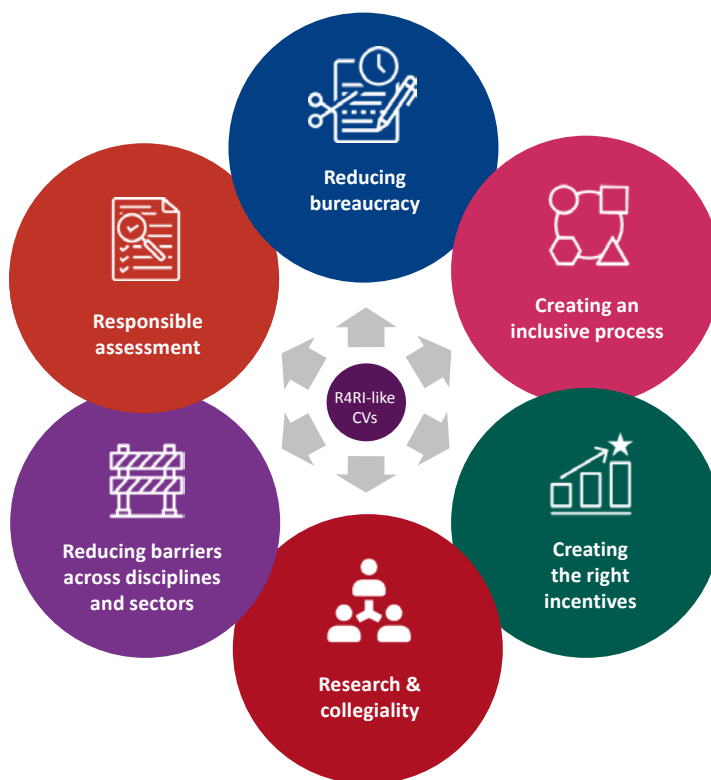 Reducing
bureaucracy
Creating an
inclusive process
Creating
the right
incentives
Research &
collegiality
Reducing barriers
across disciplines
and sectors
Responsible
assessment
R4RI-like
CVs